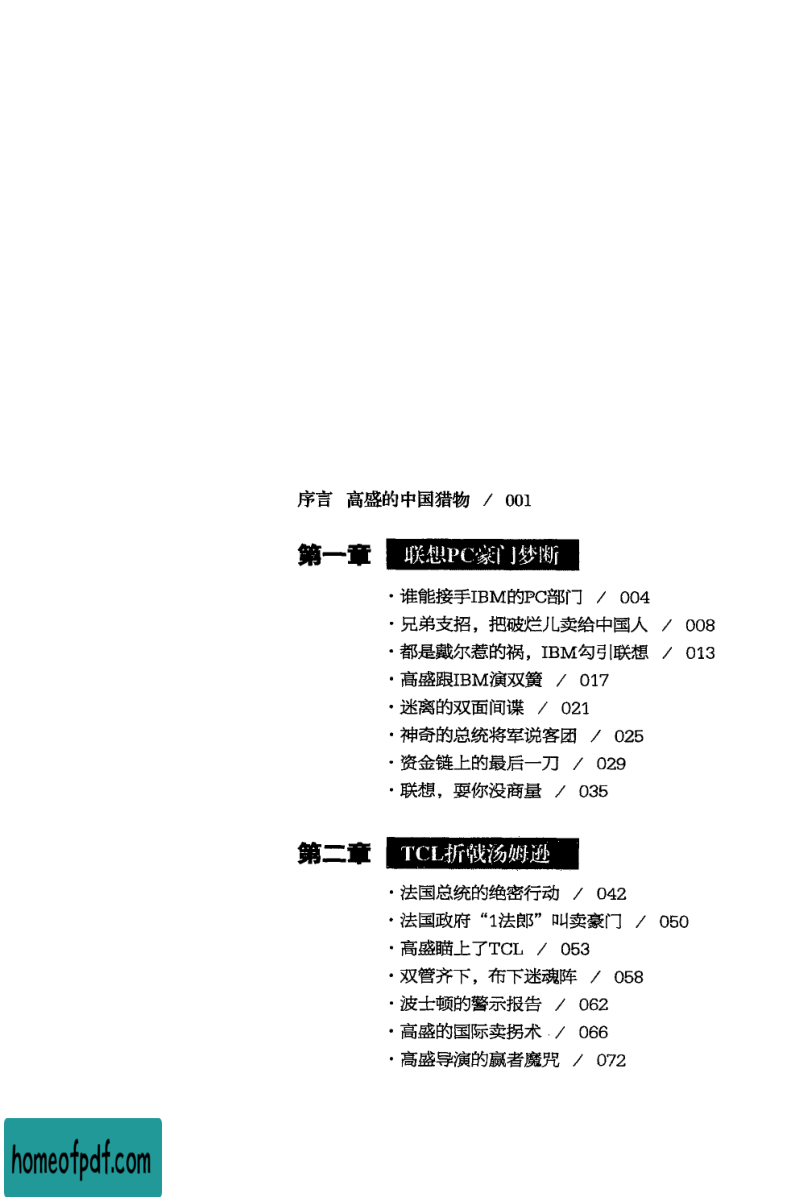 序言 高盛的中国猎物 / 001
第一章 联想PC豪门梦断
·谁能接手IBM的PC部门 / 004
·兄弟支招，把破烂儿卖给中国人 / 008
·都是戴尔惹的祸，IBM勾引联想 / 013
·高盛跟IBM演双簧 / 017
·迷离的双面间谍 / 021
·神奇的总统将军说客团 / 025
·资金链上的最后一刀 / 029
·联想，耍你没商量 / 035
第二章 TCL折戟汤姆逊
·法国总统的绝密行动 / 042
·法国政府“1法郎”叫卖豪门 / 050
·高盛瞄上了TCL / 053
·双管齐下，布下迷魂阵 / 058
·波士顿的警示报告 / 062
·高盛的国际卖拐术 / 066
·高盛导演的赢者魔咒 / 072
homeofpdf.com